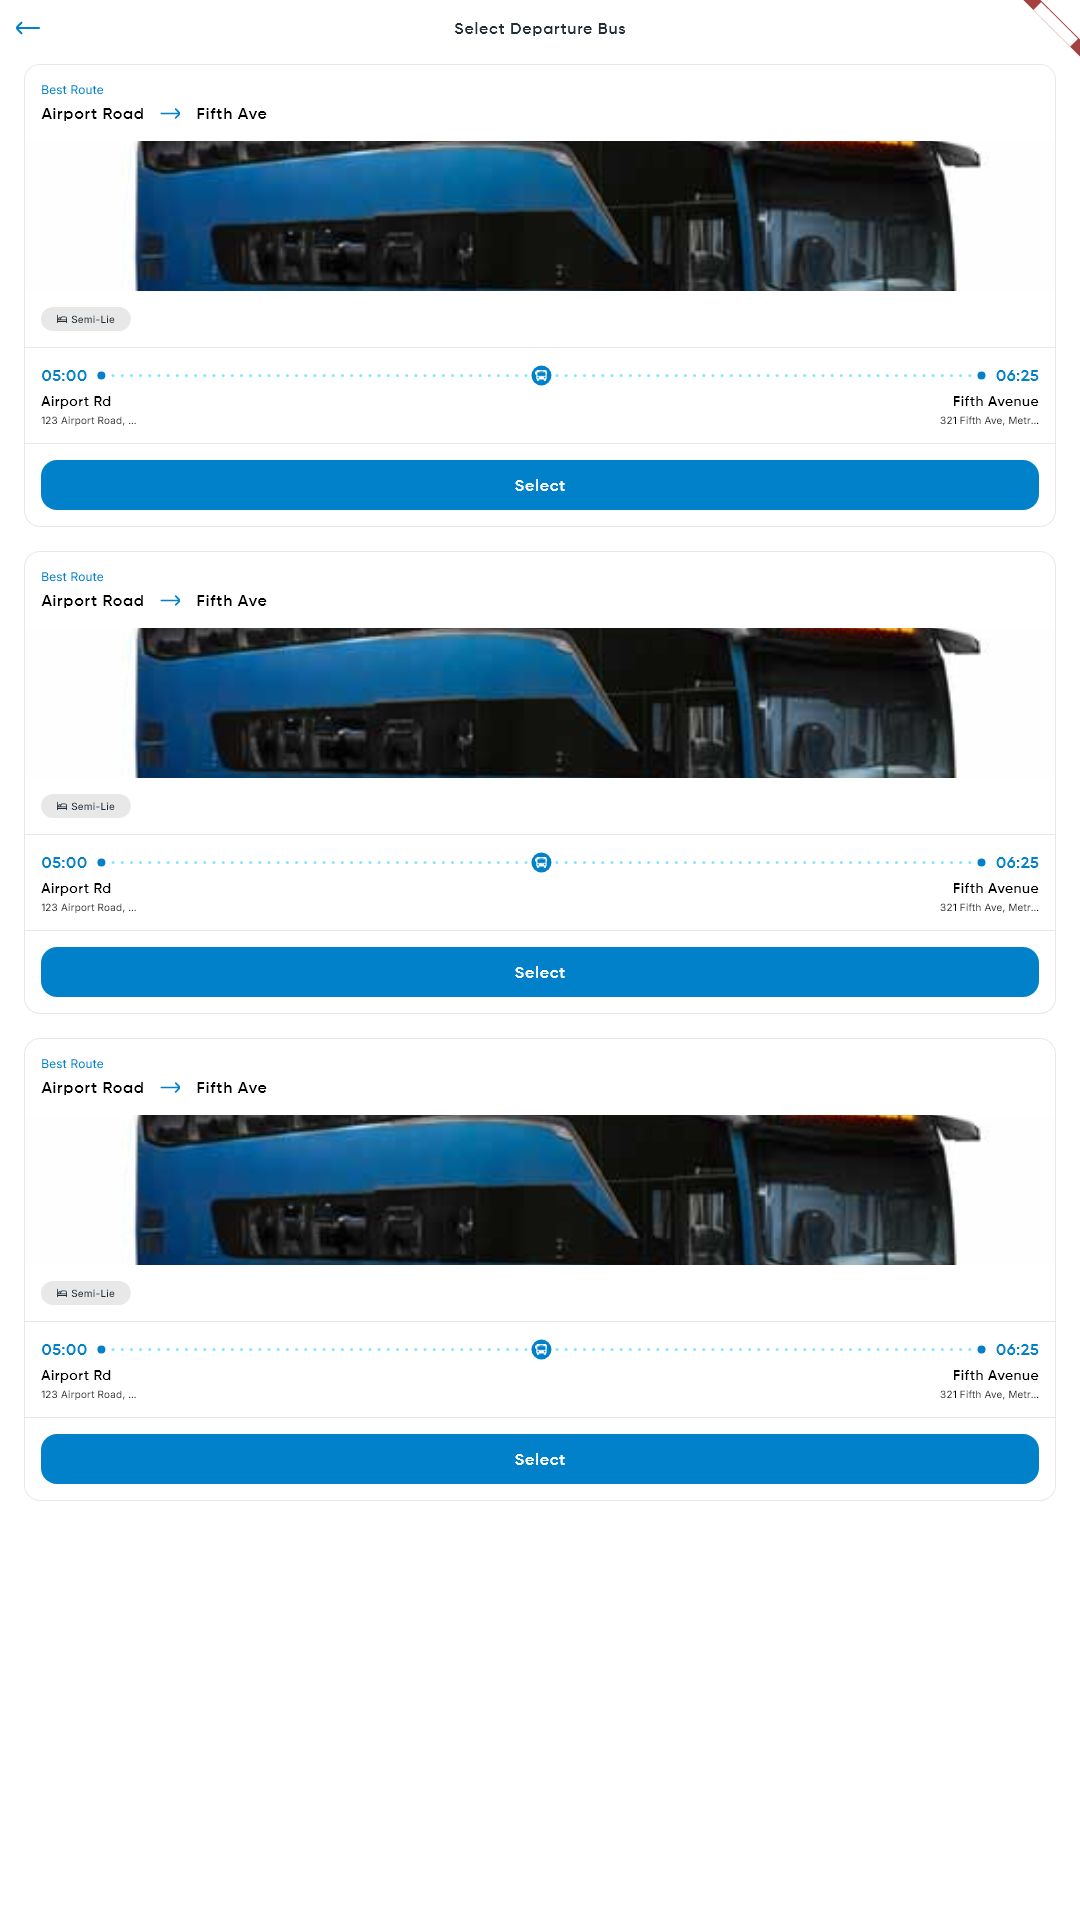 Select Departure Bus
Best Route
Airport Road Fifth Ave
Semi-Lie
05:00 06:25
Airport Rd Fifth Avenue
123 Airport Road, ... 321 Fifth Ave, Metr...
Select
Best Route
Airport Road Fifth Ave
Semi-Lie
05:00 06:25
Airport Rd Fifth Avenue
123 Airport Road, ... 321 Fifth Ave, Metr...
Select
Best Route
Airport Road Fifth Ave
Semi-Lie
05:00 06:25
Airport Rd Fifth Avenue
123 Airport Road, ... 321 Fifth Ave, Metr...
Select